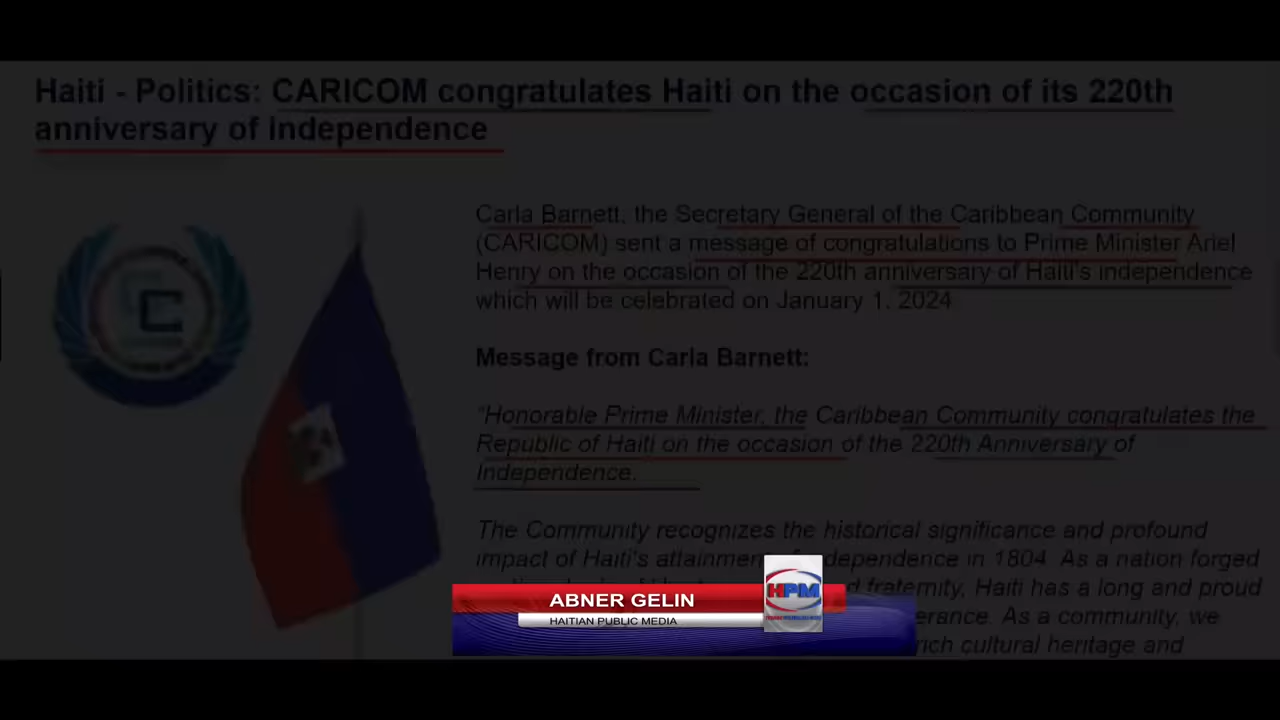 Haiti - Politics: CARICOM congratulates Haiti on the occasion of its 220th
anniversary of independence
Carla Barnett, the Secretary General of the Caribbean Community
(CARICOM) sent a message of congratulations to Prime Minister Ariel
Henry on the occasion of the 220th anniversary of Haiti's independence
which will be celebrated on January 1, 2024
Message from Carla Barnett:
"Honorable Prime Minister, the Caribbean Community congratulates the
Republic of Haiti on the occasion of the 220th Anniversary of
Independence.
The Community recognizes the historical significance and profound
impact of Haiti's attainment dependence in 1804. As a nation forged
fraternity, Haiti has a long and proud
As a community, we
rich cultural heritage and
ABNER GELIN
HAITIAN PUBLIC MEDIA
HPM